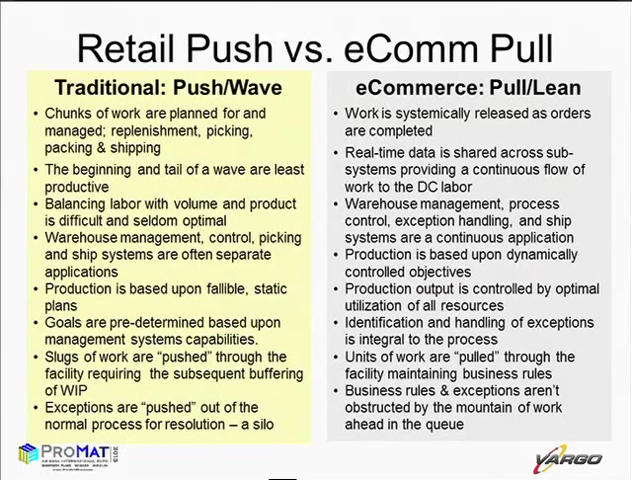 Retail Push vs. eComm Pull
Traditional: Push/Wave
• Chunks of work are planned for and
managed; replenishment, picking,
packing & shipping
• The beginning and tail of a wave are least
productive
• Balancing labor with volume and product
is difficult and seldom optimal
• Warehouse management, control, picking
and ship systems are often separate
applications
• Production is based upon fallible, static
plans
• Goals are pre-determined based upon
management systems capabilities.
• Slugs of work are “pushed” through the
facility requiring the subsequent buffering
of WIP
• Exceptions are “pushed” out of the
normal process for resolution – a silo
eCommerce: Pull/Lean
• Work is systemically released as orders
are completed
• Real-time data is shared across sub-
systems providing a continuous flow of
work to the DC labor
• Warehouse management, process
control, exception handling, and ship
systems are a continuous application
• Production is based upon dynamically
controlled objectives
• Production output is controlled by optimal
utilization of all resources
• Identification and handling of exceptions
is integral to the process
• Units of work are “pulled” through the
facility maintaining business rules
• Business rules & exceptions aren’t
obstructed by the mountain of work
ahead in the queue
PROMAT
VARGO